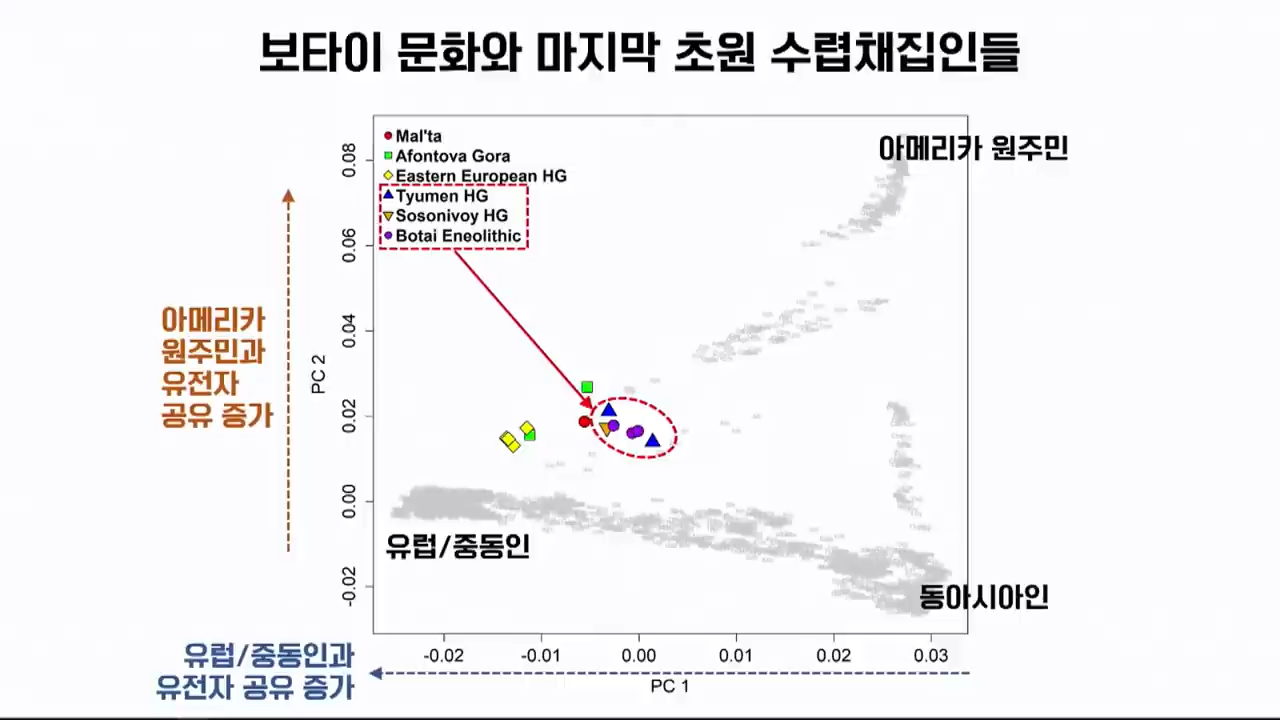 보타이 문화와 마지막 초원 수렵채집인들
Mal'ta
Afontova Gora
Eastern European HG
Tyumen HG
Sosonivoy HG
Botai Eneolithic
아메리카 원주민
아메리카
원주민과
유전자
공유 증가
PC 2
0.08
0.06
0.04
0.02
0.00
-0.02
유럽/중동인
동아시아인
-0.02 -0.01 0.00 0.01 0.02 0.03
PC 1
유럽/중동인과
유전자 공유 증가